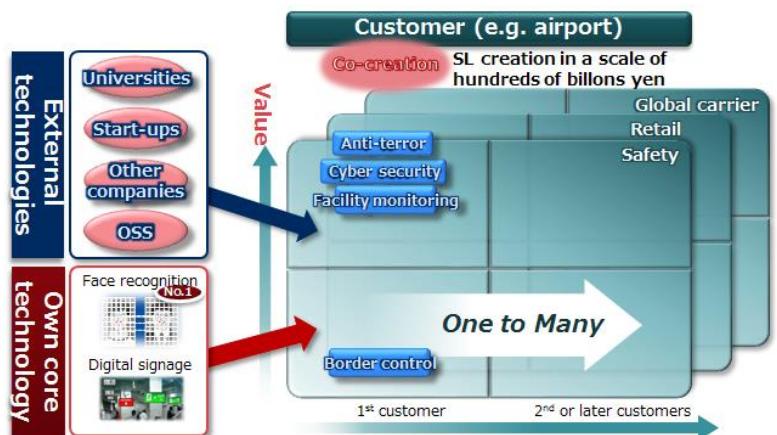 Customer (e.g. airport)
Co-creation
SL creation in a scale of
hundreds of billons yen
External
technologies
Universities
Start-ups
Other
companies
OSS
Own core
technology
Face recognition
No.1
Digital signage
Value
Global carrier
Retail
Safety
Anti-terror
Cyber security
Facility monitoring
One to Many
Border control
1st customer
2nd or later customers